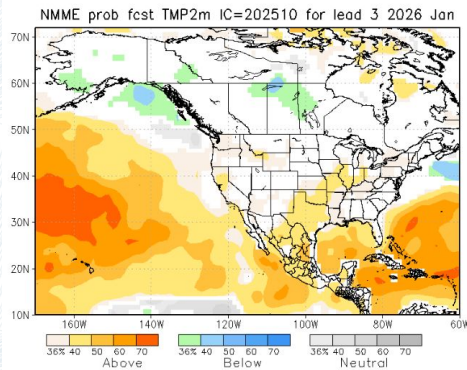 NMME prob fcst TMP2m IC=202510 for lead 3 2026 Jan
70N
60N
50N
40N
30N
20N
10N
160W 140W 120W 100W 80W 60W
36% 40 50 60 70 36% 40 50 60 70 36% 40 50 60 70
Above Below Neutral